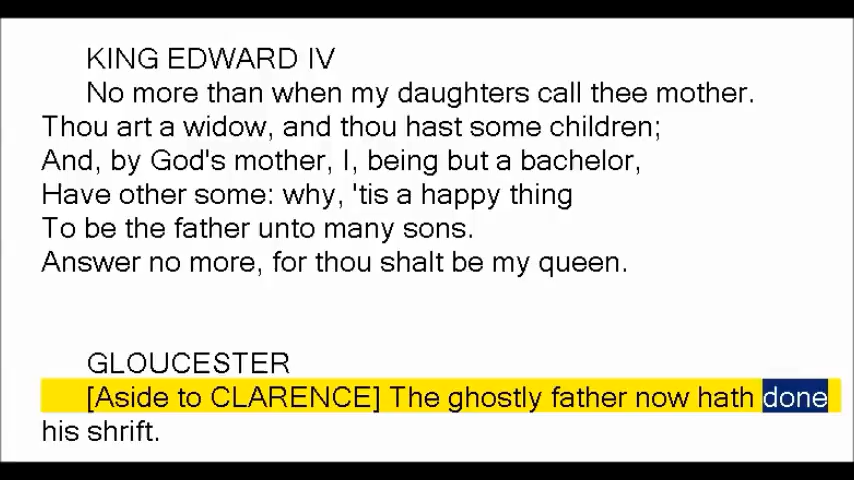 KING EDWARD IV
No more than when my daughters call thee mother.
Thou art a widow, and thou hast some children;
And, by God's mother, I, being but a bachelor,
Have other some: why, 'tis a happy thing
To be the father unto many sons.
Answer no more, for thou shalt be my queen.
GLOUCESTER
[Aside to CLARENCE] The ghostly father now hath done
his shrift.